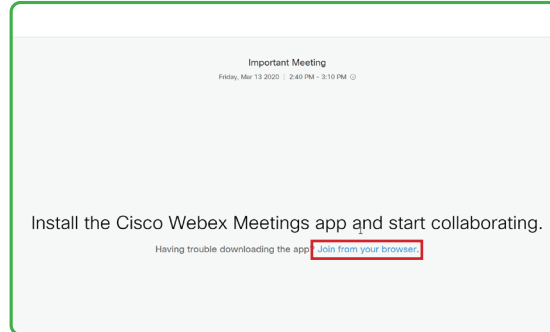 Important Meeting
Friday, Mar 13 2020 | 2:40 PM - 3:10 PM
Install the Cisco Webex Meetings app and start collaborating.
Having trouble downloading the app? Join from your browser.